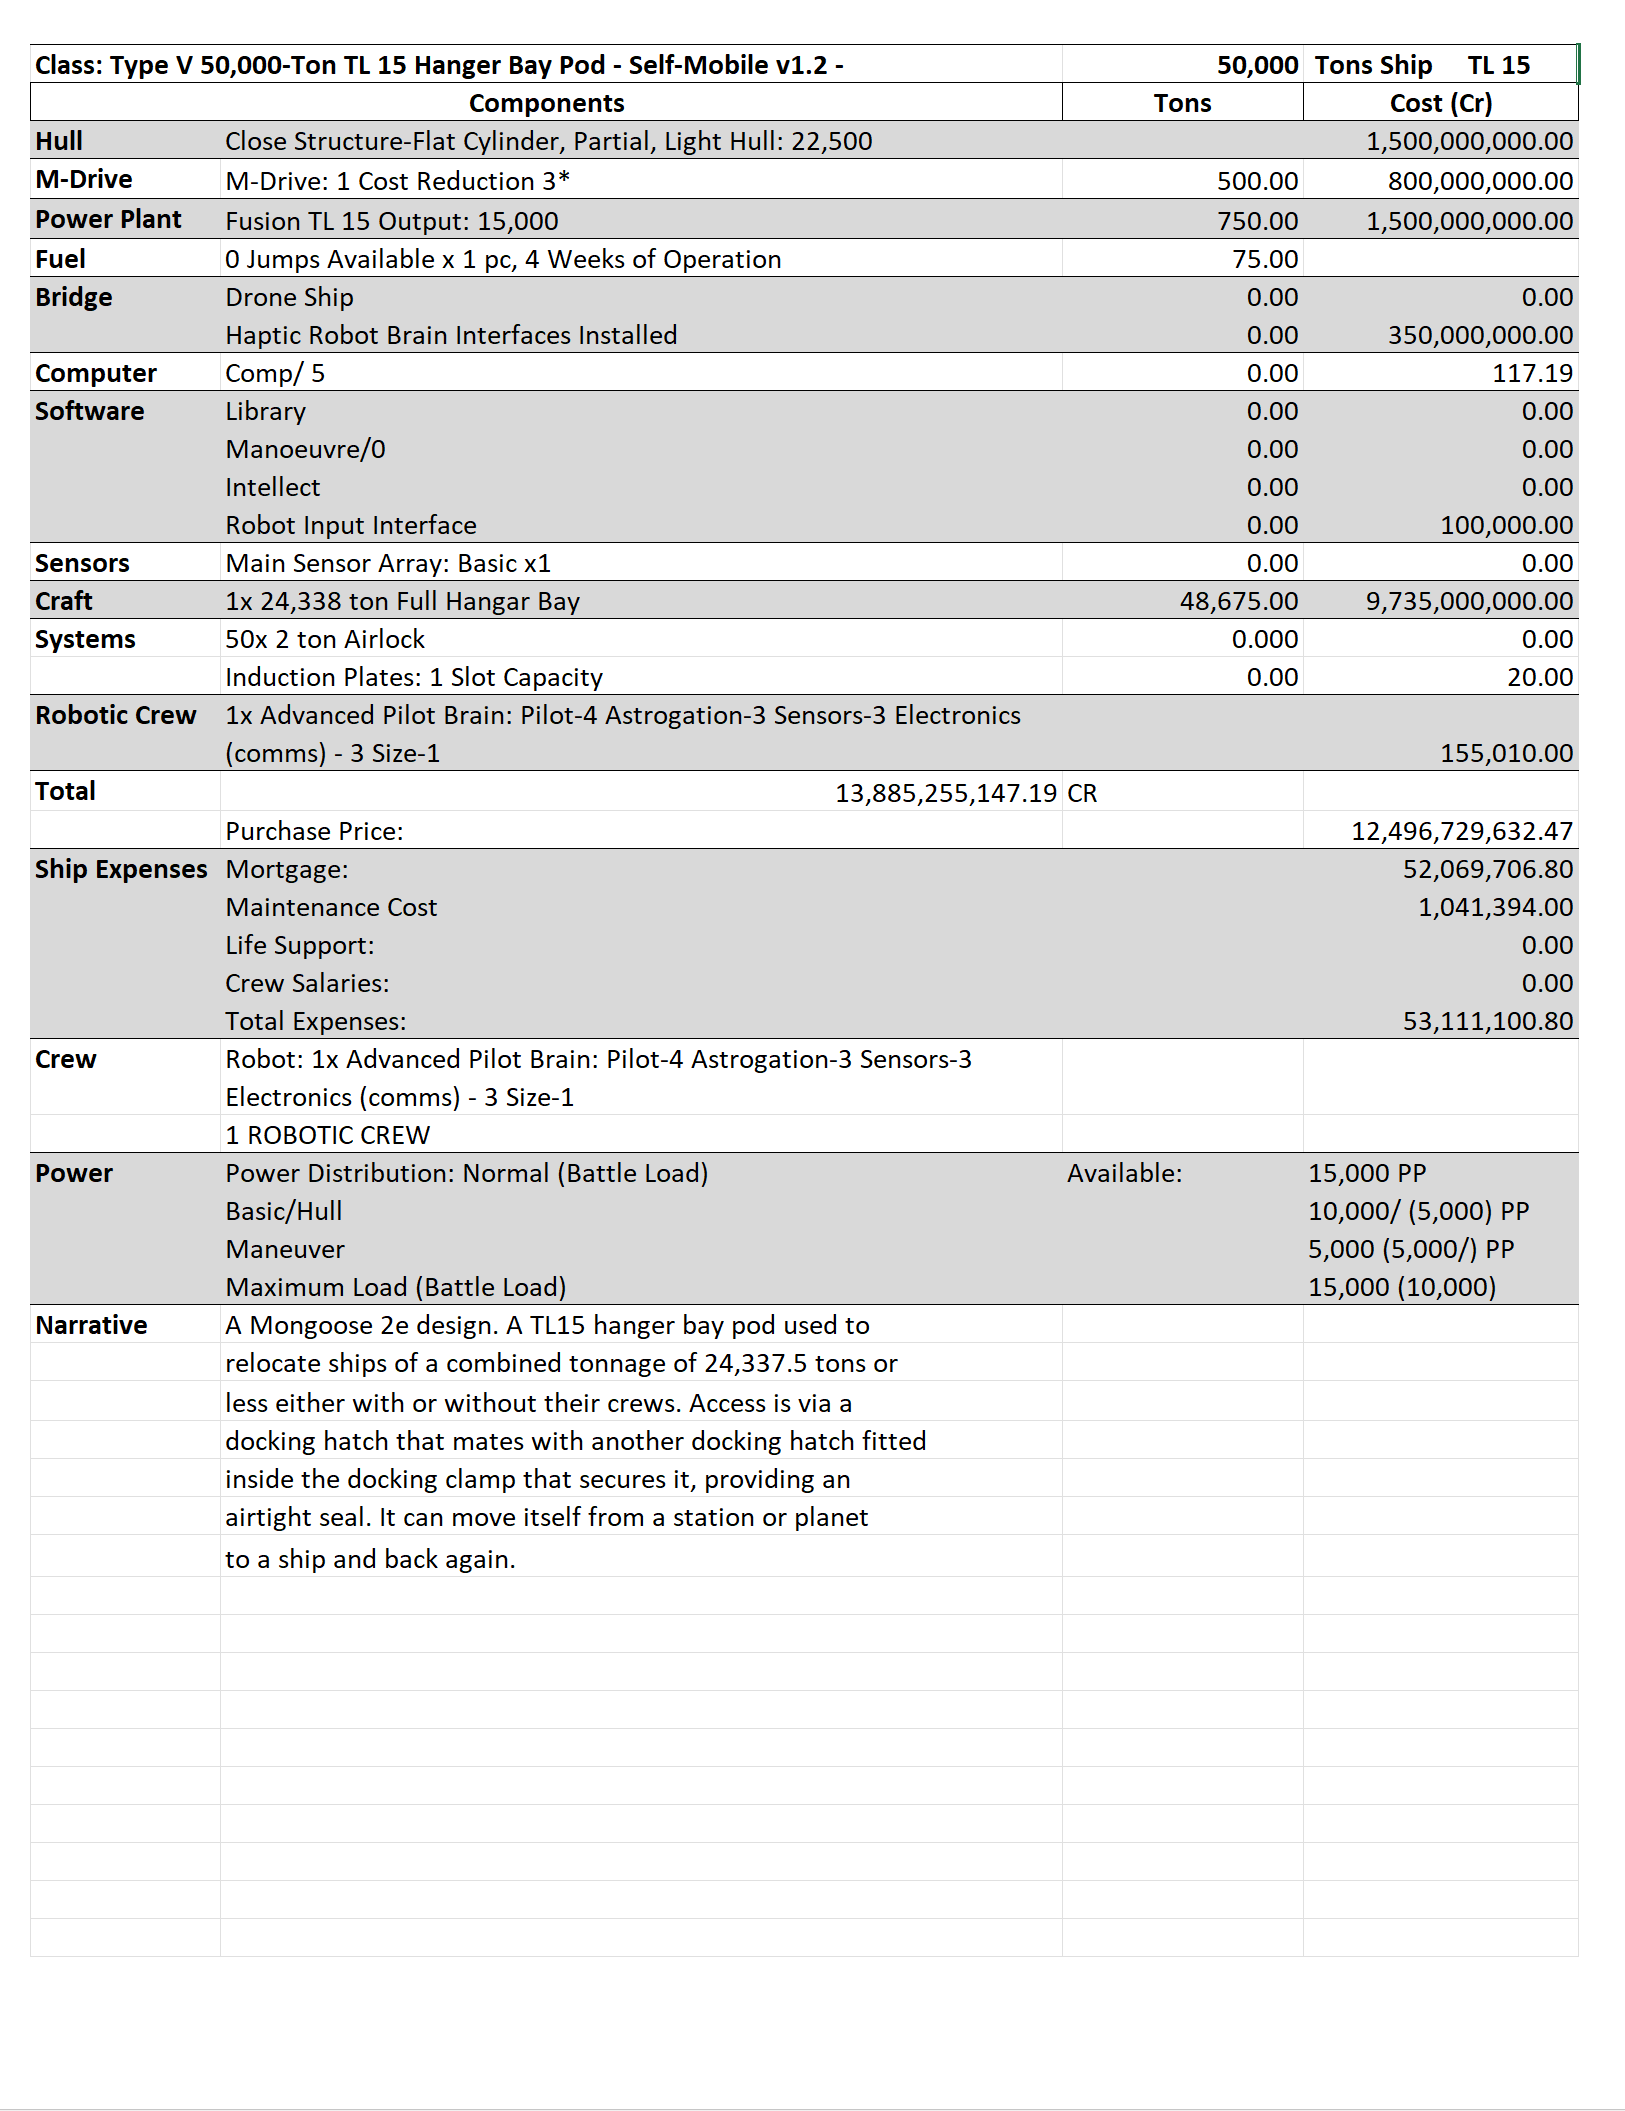 Class: Type V 50,000-Ton TL 15 Hanger Bay Pod - Self-Mobile v1.2 - 50,000 Tons Ship TL 15
Components Tons Cost (Cr)
Hull Close Structure-Flat Cylinder, Partial, Light Hull: 22,500 1,500,000,000.00
M-Drive M-Drive: 1 Cost Reduction 3* 500.00 800,000,000.00
Power Plant Fusion TL 15 Output: 15,000 750.00 1,500,000,000.00
Fuel 0 Jumps Available x 1 pc, 4 Weeks of Operation 75.00
Bridge Drone Ship 0.00 0.00
Haptic Robot Brain Interfaces Installed 0.00 350,000,000.00
Computer Comp/ 5 0.00 117.19
Software Library 0.00 0.00
Manoeuvre/0 0.00 0.00
Intellect 0.00 0.00
Robot Input Interface 0.00 100,000.00
Sensors Main Sensor Array: Basic x1 0.00 0.00
Craft 1x 24,338 ton Full Hangar Bay 48,675.00 9,735,000,000.00
Systems 50x 2 ton Airlock 0.000 0.00
Induction Plates: 1 Slot Capacity 0.00 20.00
Robotic Crew 1x Advanced Pilot Brain: Pilot-4 Astrogation-3 Sensors-3 Electronics
(comms) - 3 Size-1 155,010.00
Total 13,885,255,147.19 CR
Purchase Price: 12,496,729,632.47
Ship Expenses Mortgage: 52,069,706.80
Maintenance Cost 1,041,394.00
Life Support: 0.00
Crew Salaries: 0.00
Total Expenses: 53,111,100.80
Crew Robot: 1x Advanced Pilot Brain: Pilot-4 Astrogation-3 Sensors-3
Electronics (comms) - 3 Size-1
1 ROBOTIC CREW
Power Power Distribution: Normal (Battle Load) Available: 15,000 PP
Basic/Hull 10,000/ (5,000) PP
Maneuver 5,000 (5,000/) PP
Maximum Load (Battle Load) 15,000 (10,000)
Narrative A Mongoose 2e design. A TL15 hanger bay pod used to
relocate ships of a combined tonnage of 24,337.5 tons or
less either with or without their crews. Access is via a
docking hatch that mates with another docking hatch fitted
inside the docking clamp that secures it, providing an
airtight seal. It can move itself from a station or planet
to a ship and back again.